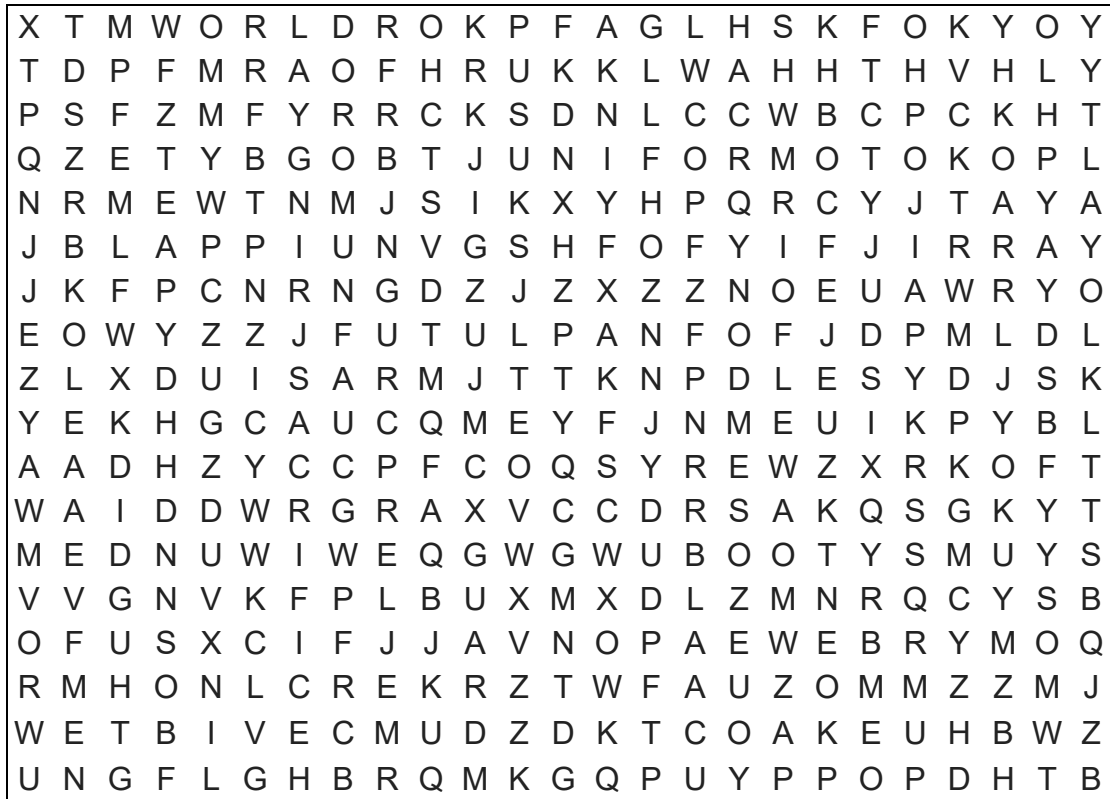 X T M W O R L D R O K P F A G L H S K F O K Y O Y
T D P F M R A O F H R U K K L W A H H T H V H L Y
P S F Z M F Y R R C K S D N L C C W B C P C K H T
Q Z E T Y B G O B T J U N I F O R M O T O K O P L
N R M E W T N M J S I K X Y H P Q R C Y J T A Y A
J B L A P P I U N V G S H F O F Y I F J I R R A Y
J K F P C N R N G D Z J Z X Z Z N O E U A W R Y O
E O W Y Z Z J F U T U L P A N F O F J D P M L D L
Z L X D U I S A R M J T T K N P D L E S Y D J S K
Y E K H G C A U C Q M E Y F J N M E U I K P Y B L
A A D H Z Y C C P F C O Q S Y R E W Z X R K O F T
W A I D D W R G R A X V C C D R S A K Q S G K Y T
M E D N U W I W E Q G W G W U B O O T Y S M U Y S
V V G N V K F P L B U X M X D L Z M N R Q C Y S B
O F U S X C I F J J A V N O P A E W E B R Y M O Q
R M H O N L C R E K R Z T W F A U Z O M M Z Z M J
W E T B I V E C M U D Z D K T C O A K E U H B W Z
U N G F L G H B R Q M K G Q P U Y P P O P D H T B